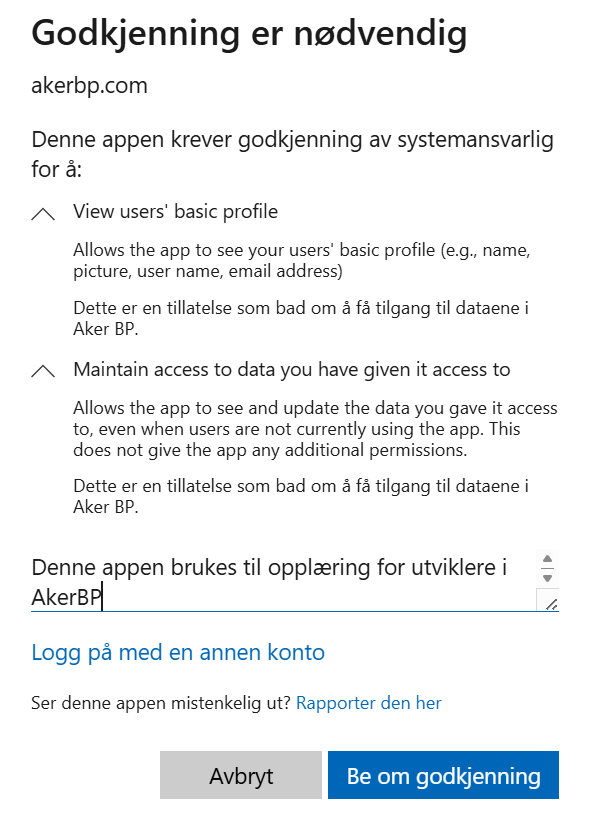 Godkjenning er nødvendig
akerbp.com
Denne appen krever godkjenning av systemansvarlig
for å:
View users' basic profile
Allows the app to see your users' basic profile (e.g., name,
picture, user name, email address)
Dette er en tillatelse som bad om å få tilgang til dataene i
Aker BP.
Maintain access to data you have given it access to
Allows the app to see and update the data you gave it access
to, even when users are not currently using the app. This
does not give the app any additional permissions.
Dette er en tillatelse som bad om å få tilgang til dataene i
Aker BP.
Denne appen brukes til opplæring for utviklere i
AkerBP
Logg på med en annen konto
Ser denne appen mistenkelig ut? Rapporter den her
Avbryt Be om godkjenning